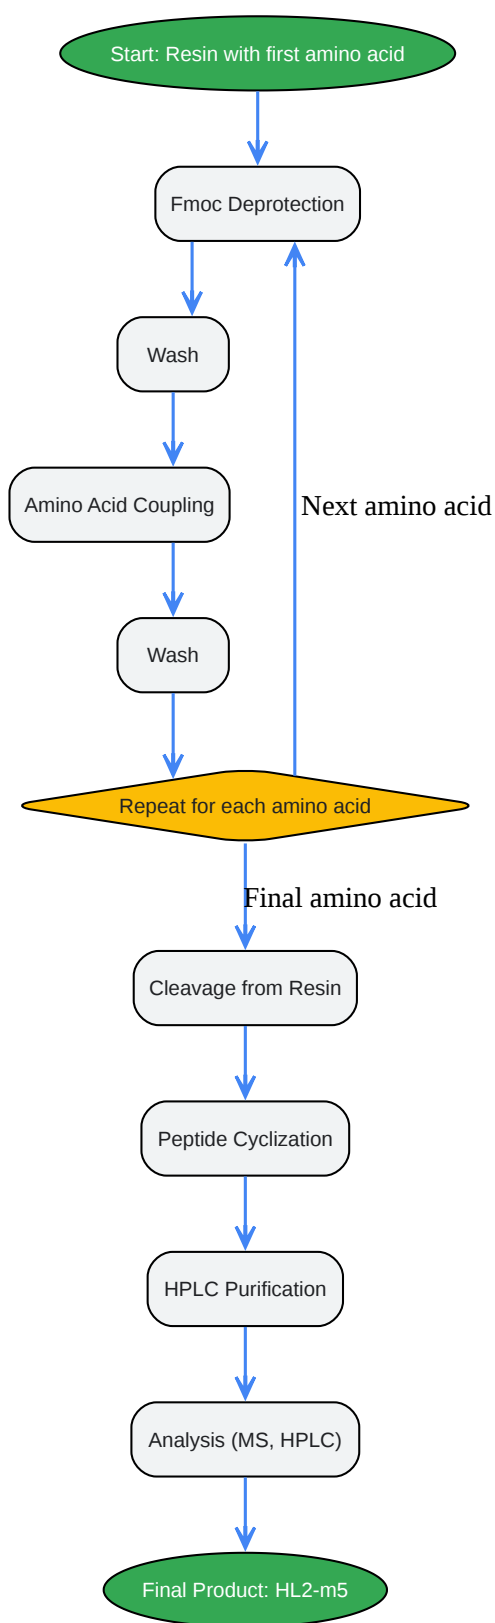 Start: Resin with first amino acid
Fmoc Deprotection
Wash
Amino Acid Coupling
Next amino acid
Wash
Repeat for each amino acid
Final amino acid
Cleavage from Resin
Peptide Cyclization
HPLC Purification
Analysis (MS, HPLC)
Final Product: HL2-m5